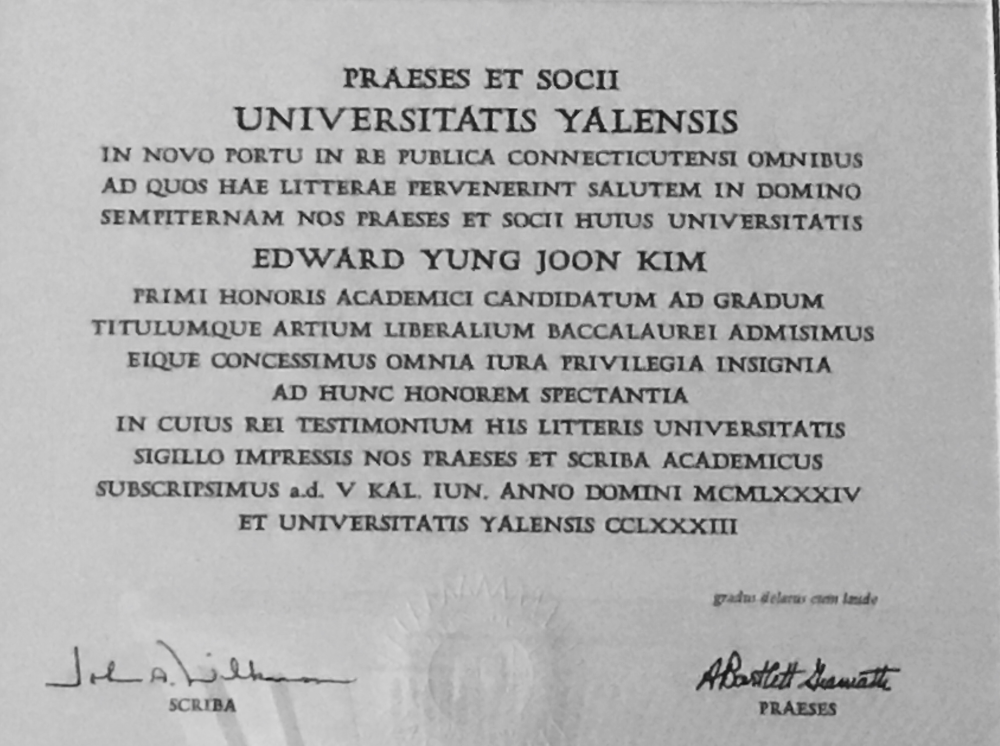 PRAESES ET SOCII
UNIVERSITATIS YALENSIS
IN NOVO PORTU IN RE PUBLICA CONNECTICUTENSI OMNIBUS
AD QUOS HAE LITTERAE PERVENERINT SALUTEM IN DOMINO
SEMPITERNAM NOS PRAESES ET SOCII HUIUS UNIVERSITATIS
EDWARD YUNG JOON KIM
PRIMI HONORIS ACADEMICI CANDIDATUM AD GRADUM
TITULUMQUE ARTIUM LIBERALIUM BACCALAUREI ADMISIMUS
EIQUE CONCESSIMUS OMNIA IURA PRIVILEGIA INSIGNIA
AD HUNC HONOREM SPECTANTIA
IN CUIUS REI TESTIMONIUM HIS LITTERIS UNIVERSITATIS
SIGILLO IMPRESSIS NOS PRAESES ET SCRIBA ACADEMICUS
SUBSCRIPSIMUS a.d. V KAL. IUN. ANNO DOMINI MCMLXXXIV
ET UNIVERSITATIS YALENSIS CCLXXXIII
gradus delatus cum laude
John A. Wilkinson A Bartlett Giamatti
SCRIBA PRAESES